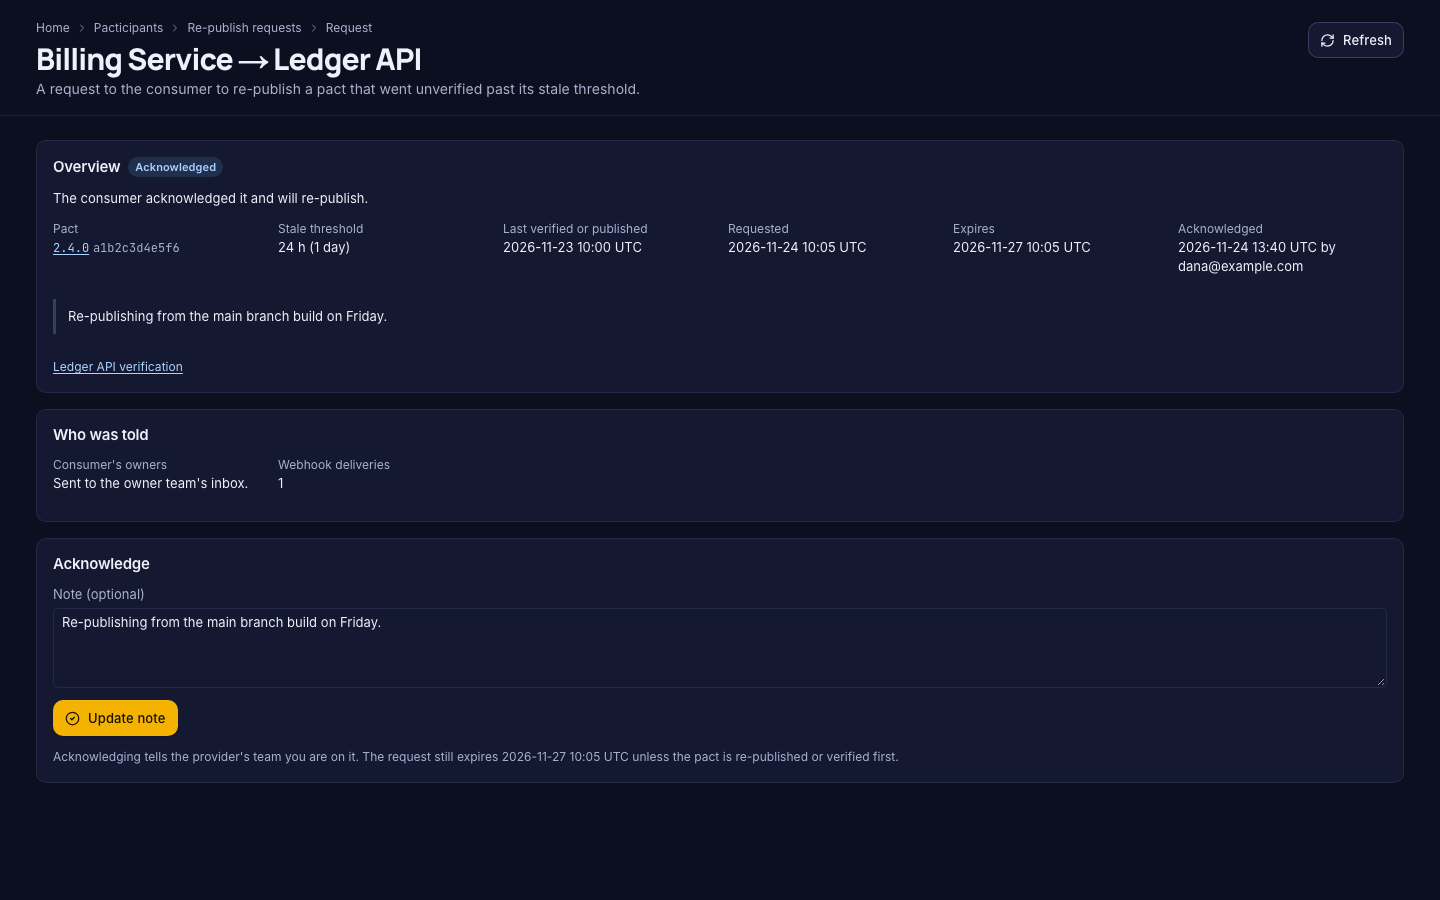 Home > Pacticipants > Re-publish requests > Request
Billing Service → Ledger API
A request to the consumer to re-publish a pact that went unverified past its stale threshold.
Refresh
Overview Acknowledged
The consumer acknowledged it and will re-publish.
Pact
2.4.0 a1b2c3d4e5f6
Stale threshold
24 h (1 day)
Last verified or published
2026-11-23 10:00 UTC
Requested
2026-11-24 10:05 UTC
Expires
2026-11-27 10:05 UTC
Acknowledged
2026-11-24 13:40 UTC by
dana@example.com
Re-publishing from the main branch build on Friday.
Ledger API verification
Who was told
Consumer's owners
Sent to the owner team's inbox.
Webhook deliveries
1
Acknowledge
Note (optional)
Re-publishing from the main branch build on Friday.
Update note
Acknowledging tells the provider's team you are on it. The request still expires 2026-11-27 10:05 UTC unless the pact is re-published or verified first.